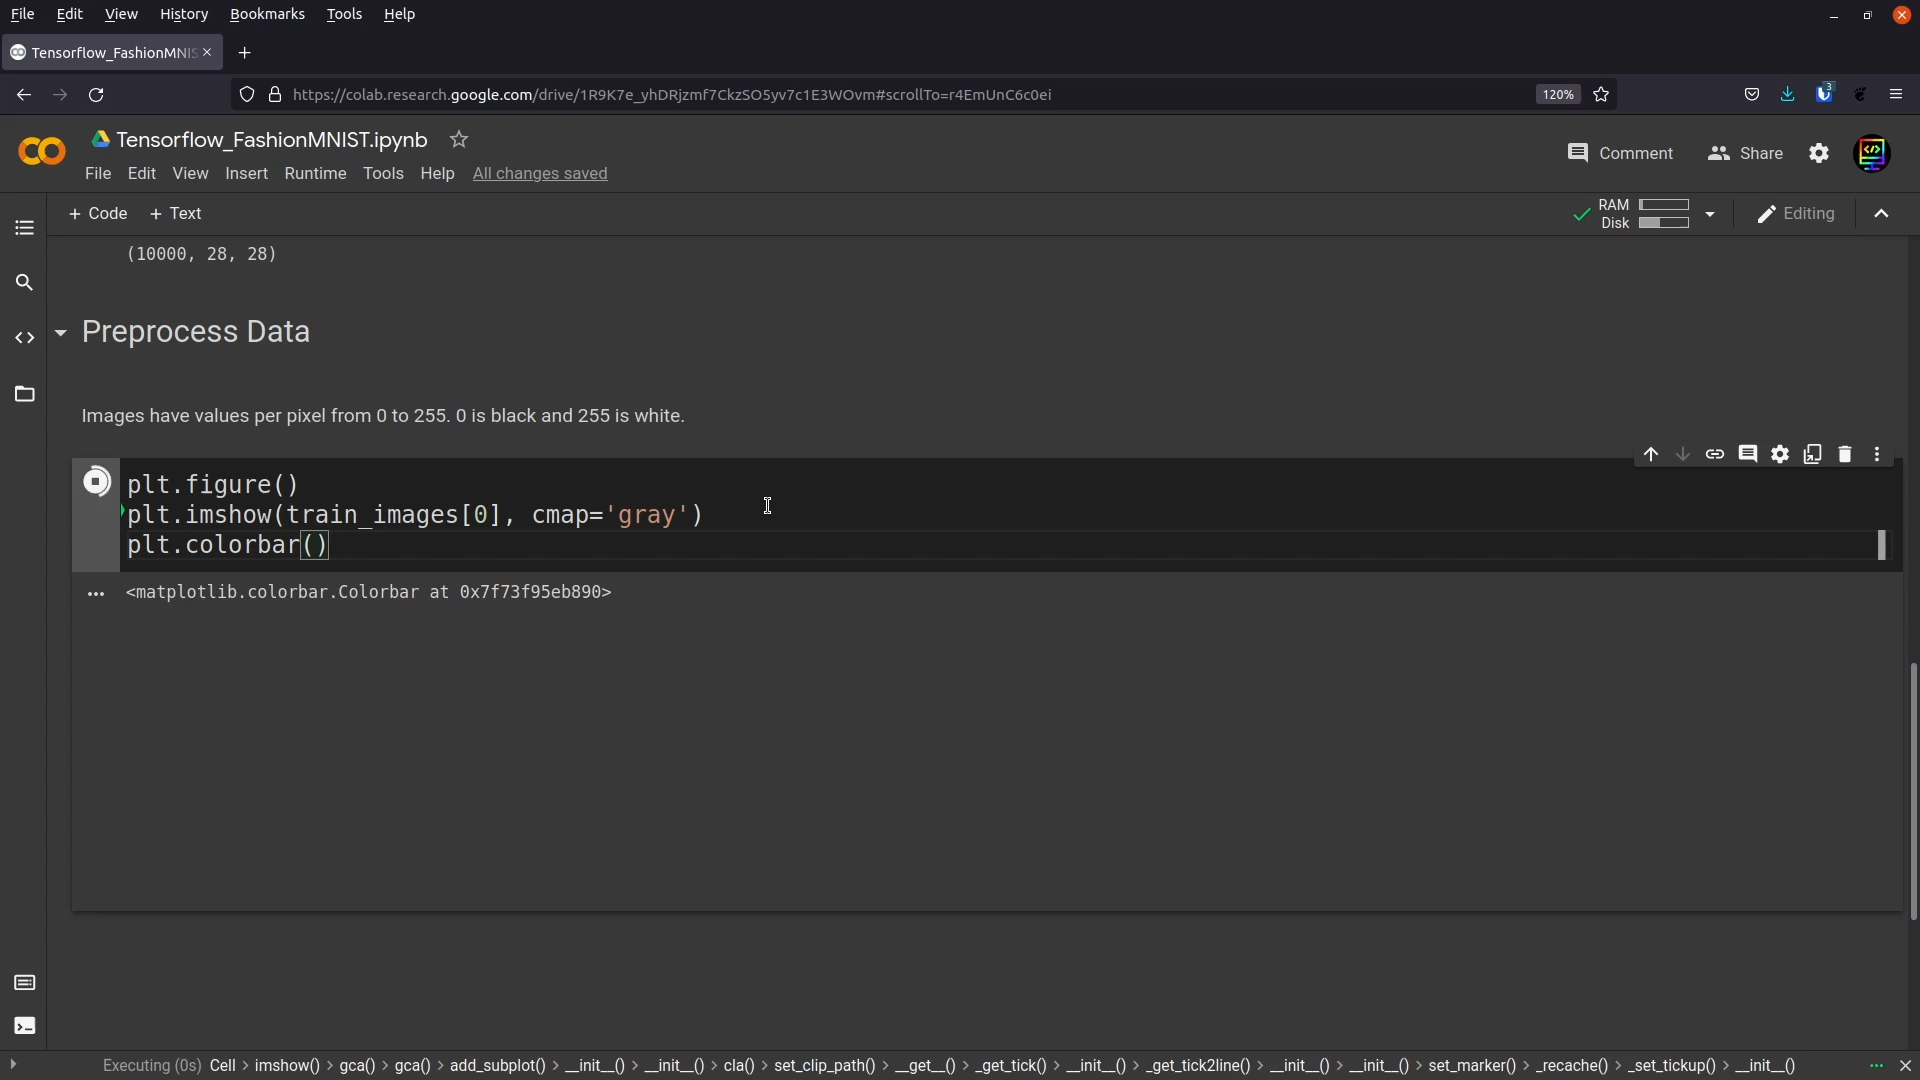 File Edit View History Bookmarks Tools Help
Tensorflow_FashionMNIS
https://colab.research.google.com/drive/1R9K7e_yhDRjzmf7CkzSO5yv7c1E3WOvm#scrollTo=r4EmUnC6c0ei 120% 3
Tensorflow_FashionMNIST.ipynb
Comment Share
File Edit View Insert Runtime Tools Help All changes saved
+ Code + Text RAM Disk Editing
(10000, 28, 28)
Preprocess Data
Images have values per pixel from 0 to 255. 0 is black and 255 is white.
plt.figure()
plt.imshow(train_images[0], cmap='gray')
plt.colorbar()
<matplotlib.colorbar.Colorbar at 0x7f73f95eb890>
Executing (0s) Cell > imshow() > gca() > gca() > add_subplot() > __init__() > __init__() > cla() > set_clip_path() > __get__() > _get_tick() > __init__() > _get_tick2line() > __init__() > __init__() > set_marker() > _recache() > _set_tickup() > __init__()